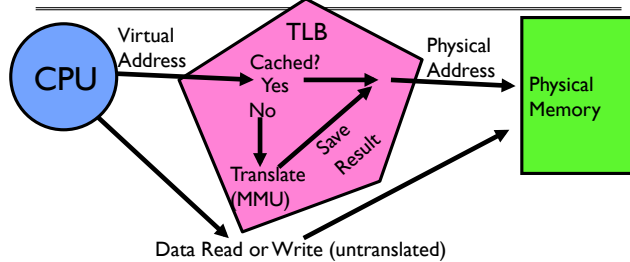 TLB
Virtual
Address
CPU
Cached?
Yes
No
Translate
(MMU)
Save
Result
Physical
Address
Physical
Memory
Data Read or Write (untranslated)